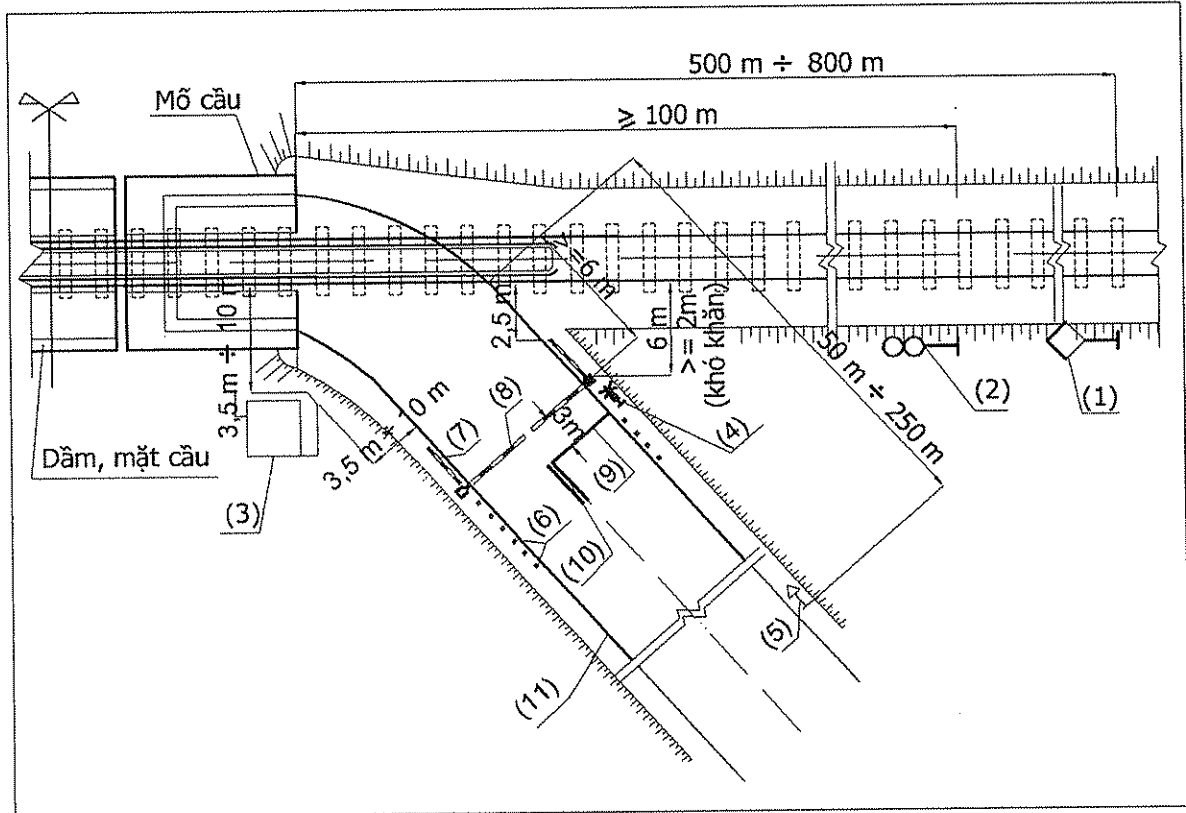 500 m ÷ 800 m
Mố cầu
≥ 100 m
10 m
3,5 m ÷
Dầm, mặt cầu
(3)
2,5 m
>=6 m
6 m
>= 2m
(khó khăn)
50 m ÷ 250 m
(2)
(1)
(8)
(7)
3m
(4)
(9)
3,5 m ÷ 10 m
(6)
(10)
(5)
(11)